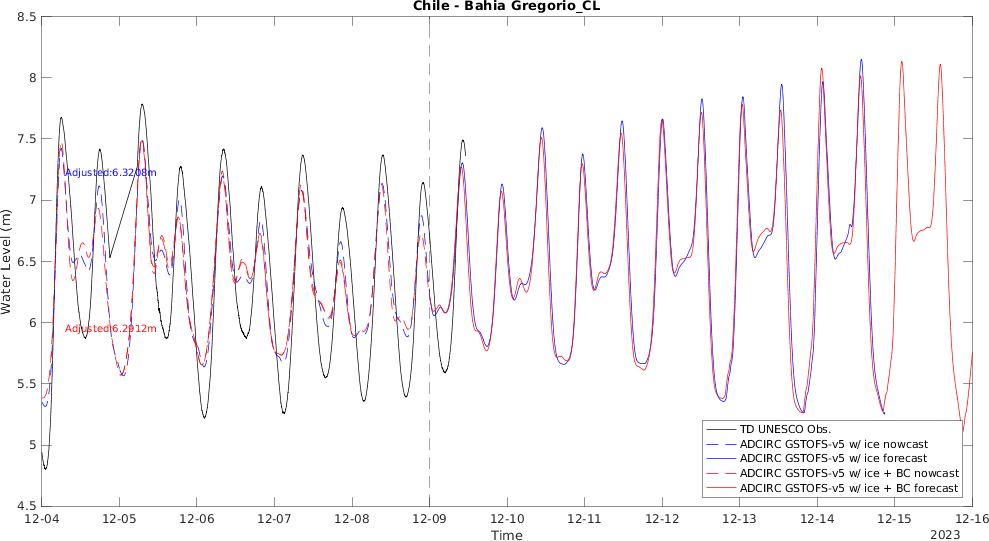 Chile - Bahia Gregorio_CL
8.5
8
7.5
7
6.5
6
5.5
5
4.5
Water Level (m)
Adjusted:6.3208m
Adjusted:6.2912m
TD UNESCO Obs.
ADCIRC GSTOFS-v5 w/ ice nowcast
ADCIRC GSTOFS-v5 w/ ice forecast
ADCIRC GSTOFS-v5 w/ ice + BC nowcast
ADCIRC GSTOFS-v5 w/ ice + BC forecast
12-04 12-05 12-06 12-07 12-08 12-09 12-10 12-11 12-12 12-13 12-14 12-15 12-16
Time
2023